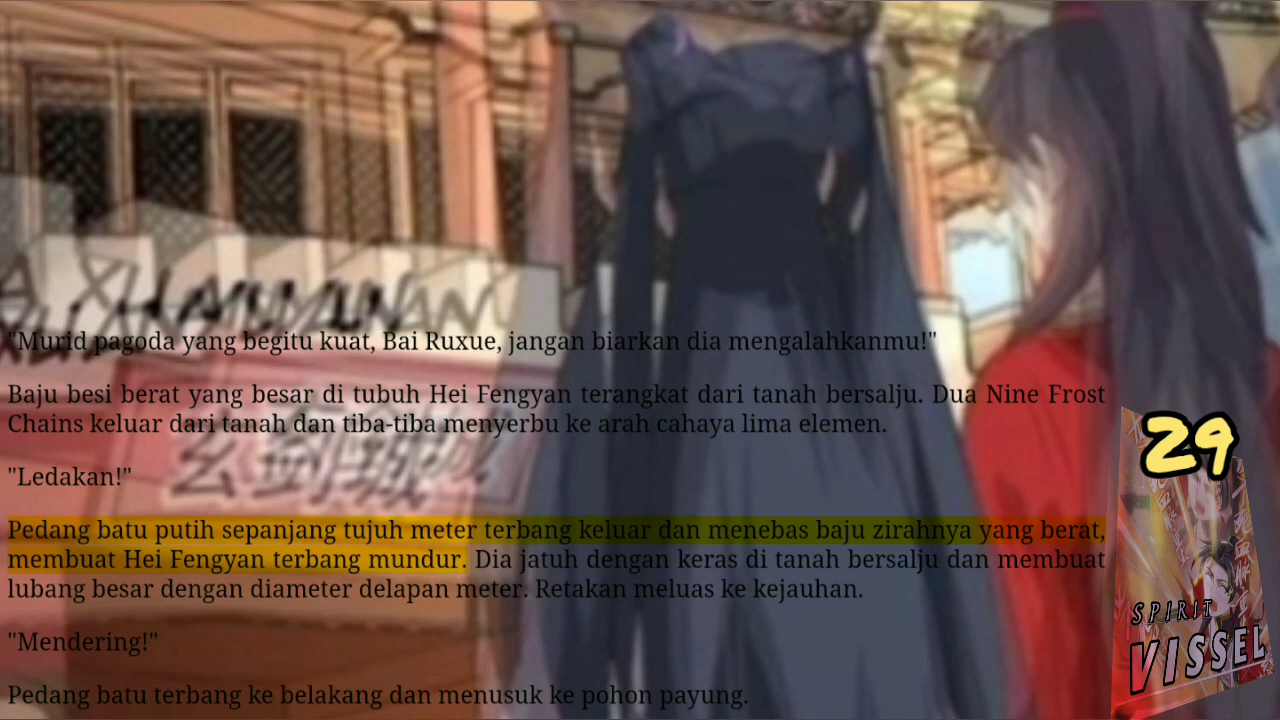 "Murid pagoda yang begitu kuat, Bai Ruxue, jangan biarkan dia mengalahkanmu!"
Baju besi berat yang besar di tubuh Hei Fengyan terangkat dari tanah bersalju. Dua Nine Frost
Chains keluar dari tanah dan tiba-tiba menyerbu ke arah cahaya lima elemen.
"Ledakan!"
Pedang batu putih sepanjang tujuh meter terbang keluar dan menebas baju zirahnya yang berat,
membuat Hei Fengyan terbang mundur. Dia jatuh dengan keras di tanah bersalju dan membuat
lubang besar dengan diameter delapan meter. Retakan meluas ke kejauhan.
"Mendering!"
Pedang batu terbang ke belakang dan menusuk ke pohon payung.
29
SPIRIT
VISSEL